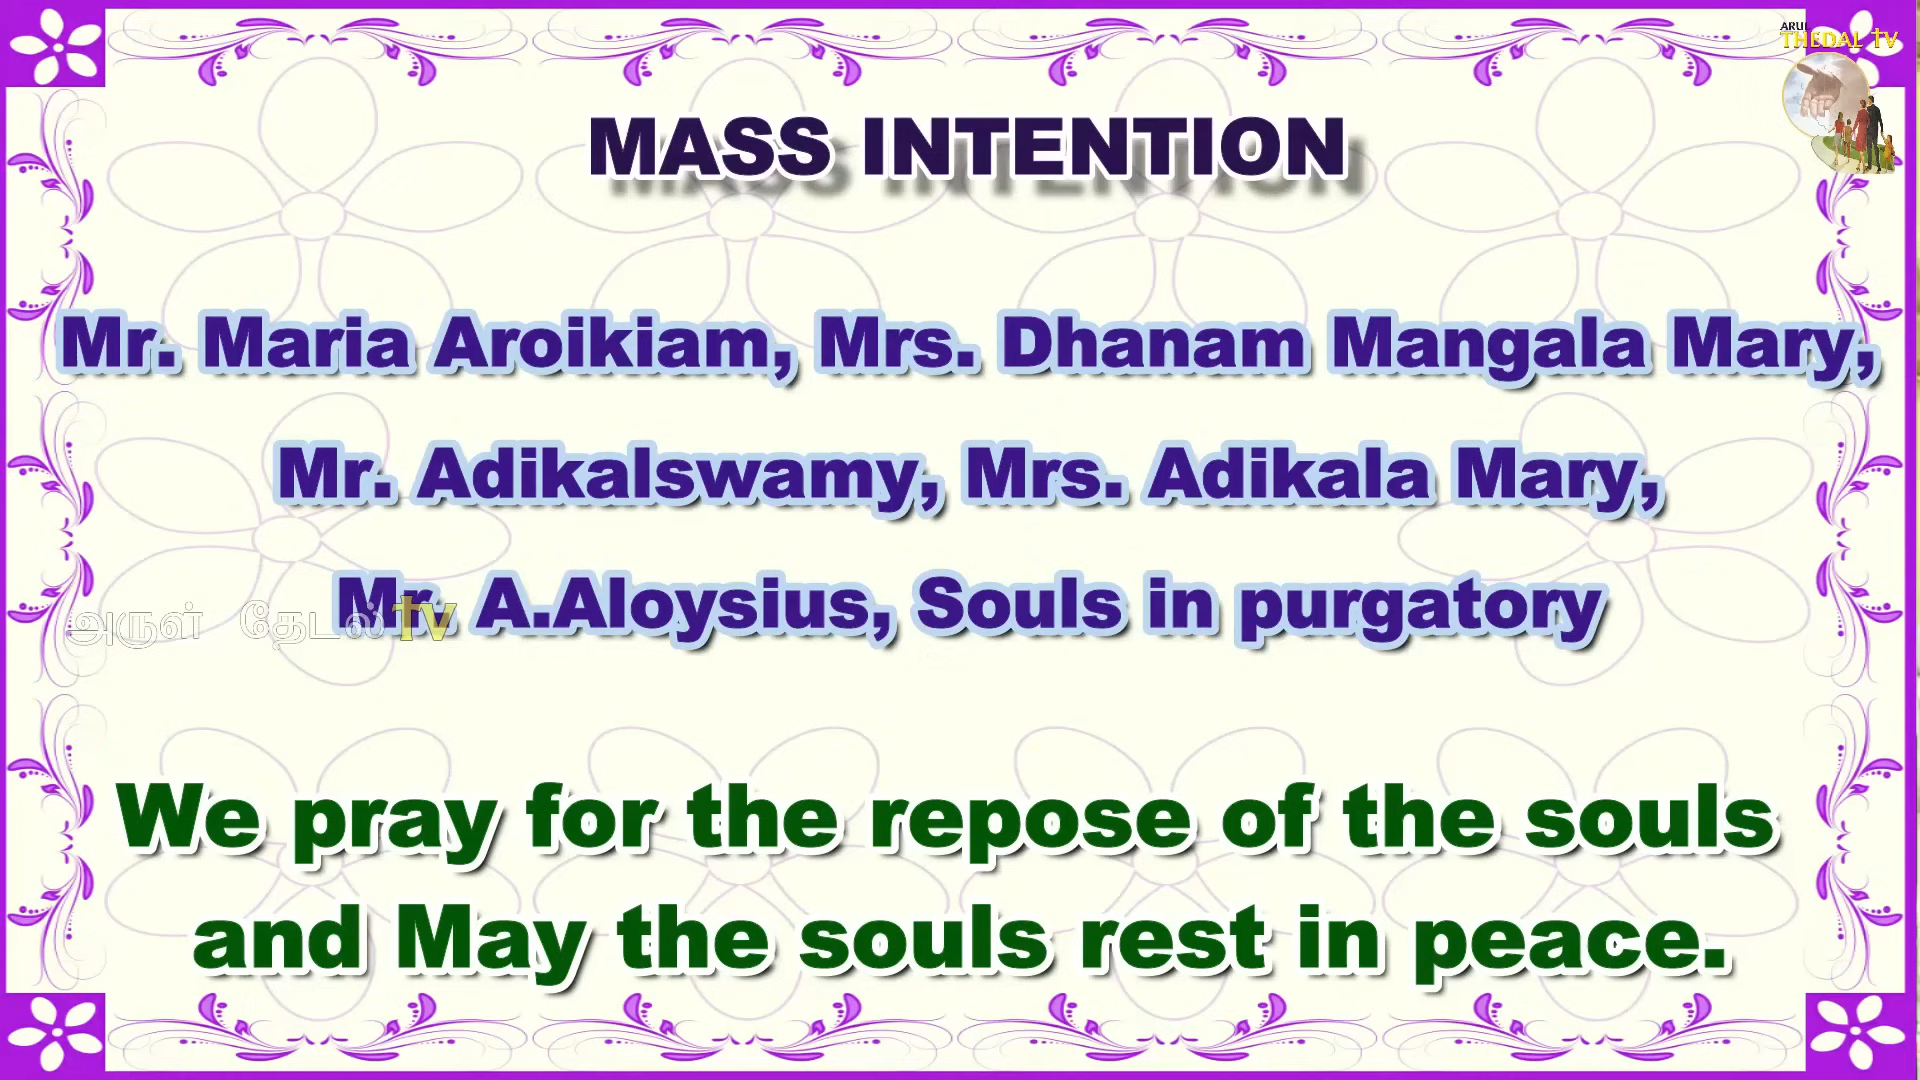 ARUL
THEDAL TV
MASS INTENTION
Mr. Maria Aroikiam, Mrs. Dhanam Mangala Mary,
Mr. Adikalswamy, Mrs. Adikala Mary,
Mr. A.Aloysius, Souls in purgatory
அருள் தேடல் tv
We pray for the repose of the souls
and May the souls rest in peace.